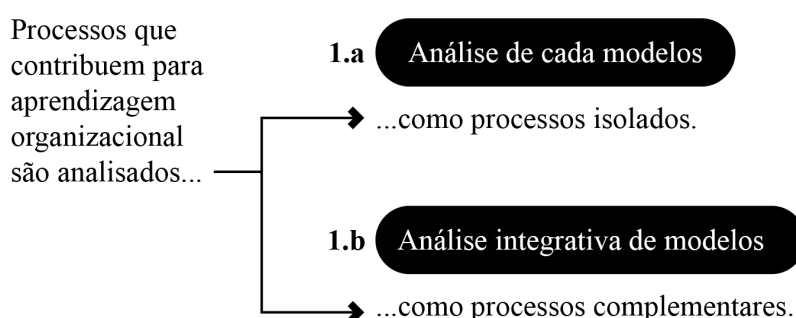 Processos que
contribuem para
aprendizagem
organizacional
são analisados...
1.a Análise de cada modelos
...como processos isolados.
1.b Análise integrativa de modelos
...como processos complementares.